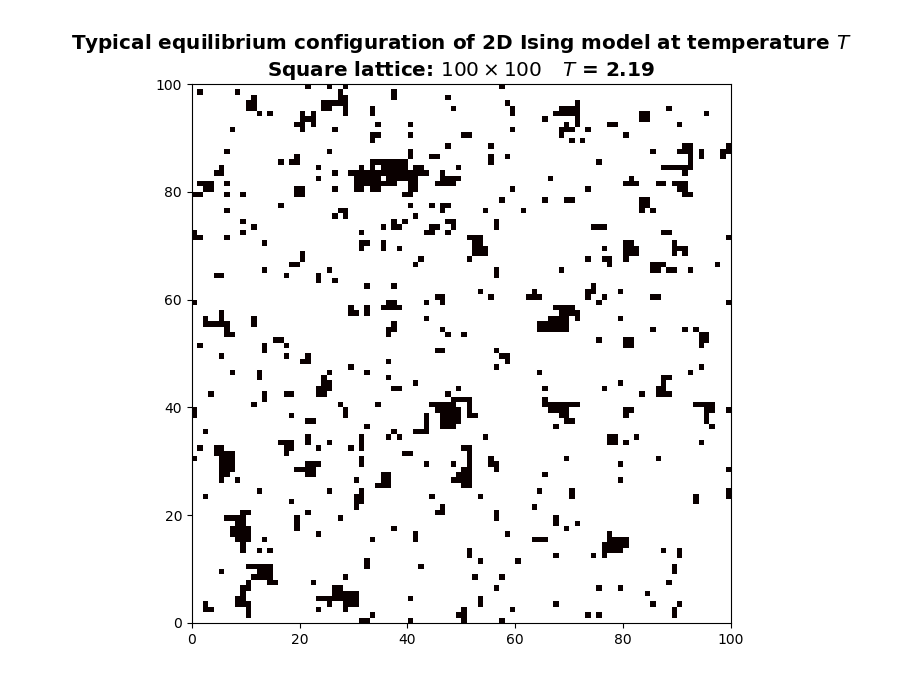 Typical equilibrium configuration of 2D Ising model at temperature T
Square lattice: 100 × 100 T = 2.19
100
80
60
40
20
0
0 20 40 60 80 100